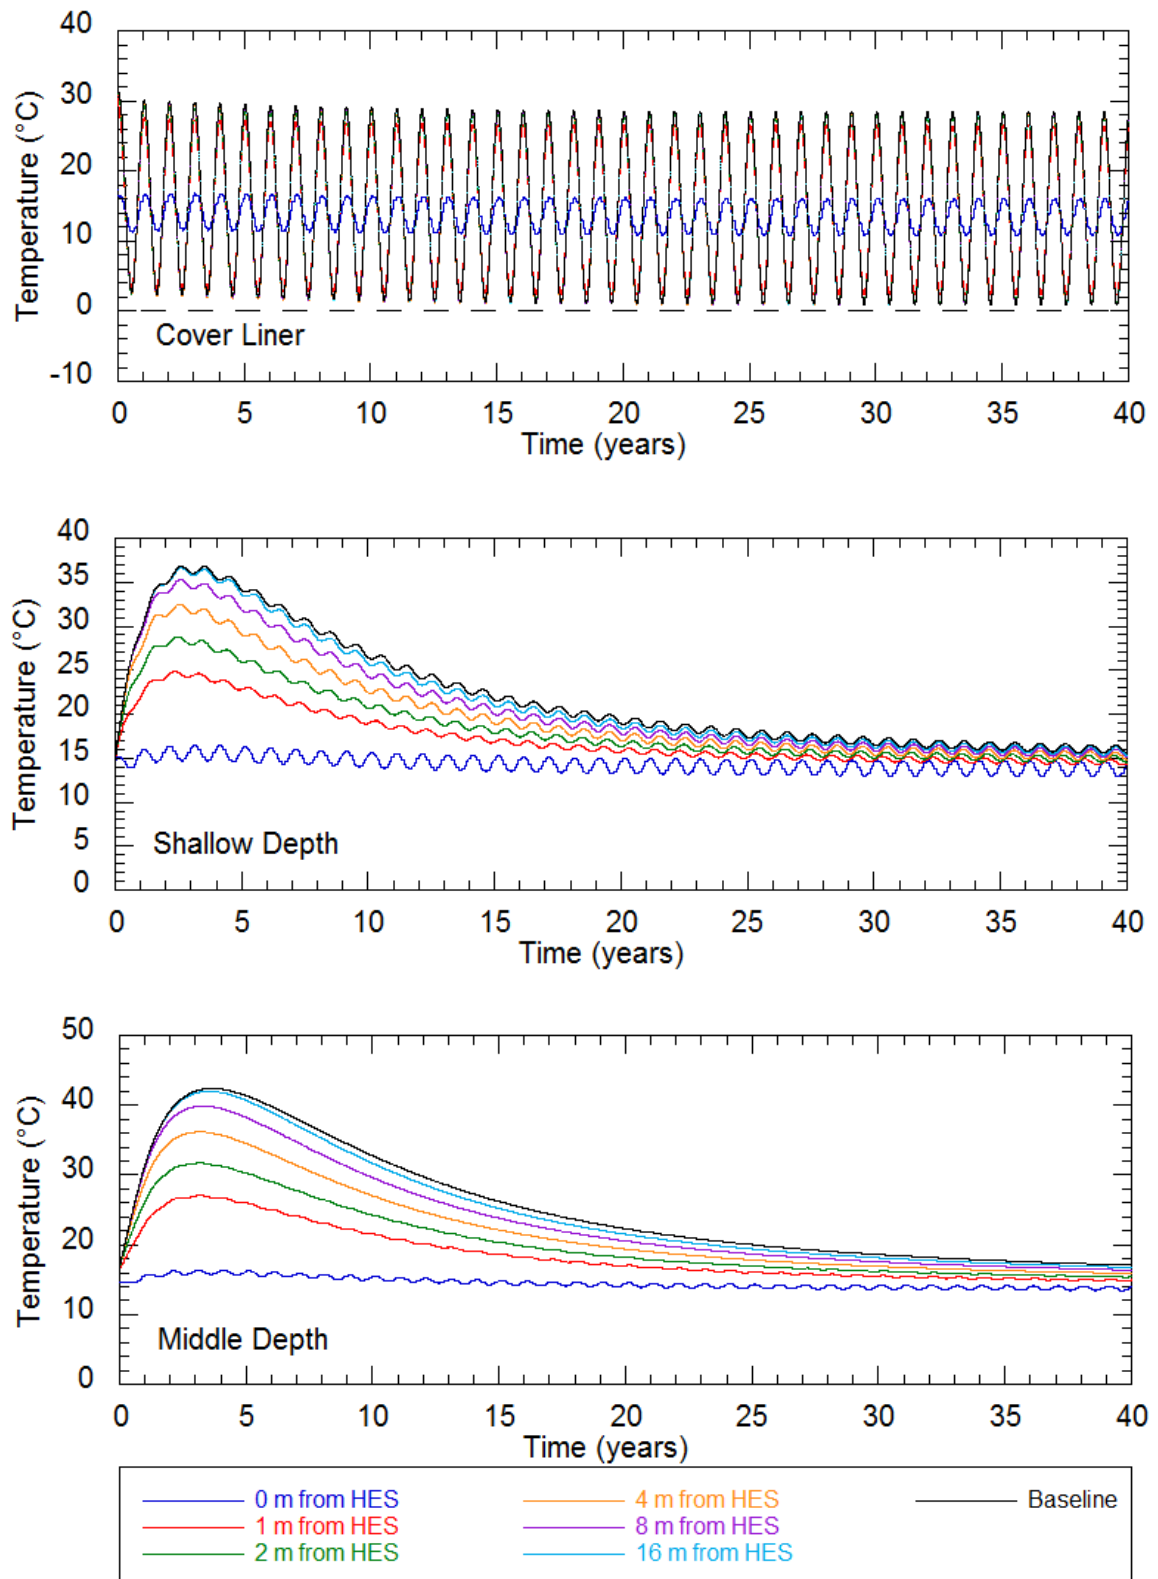 40
30
20
10
0
-10
Temperature (°C)
Cover Liner
0 5 10 15 20 25 30 35 40
Time (years)
40
35
30
25
20
15
10
5
0
Temperature (°C)
Shallow Depth
0 5 10 15 20 25 30 35 40
Time (years)
50
40
30
20
10
0
Temperature (°C)
Middle Depth
0 5 10 15 20 25 30 35 40
Time (years)
0 m from HES 4 m from HES Baseline
1 m from HES 8 m from HES
2 m from HES 16 m from HES